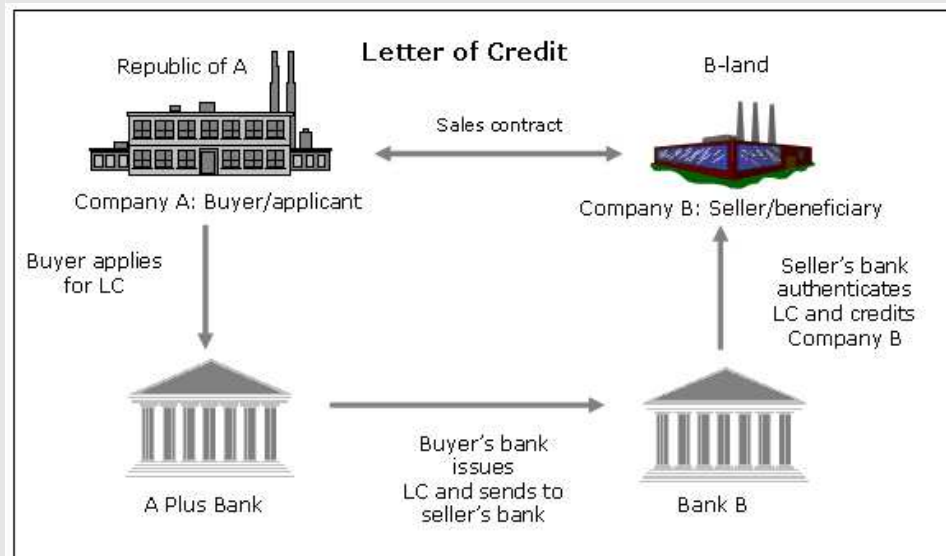 Letter of Credit
Republic of A
B-land
Sales contract
Company A: Buyer/applicant
Company B: Seller/beneficiary
Buyer applies
for LC
Seller's bank
authenticates
LC and credits
Company B
Buyer's bank
issues
LC and sends to
seller's bank
A Plus Bank
Bank B